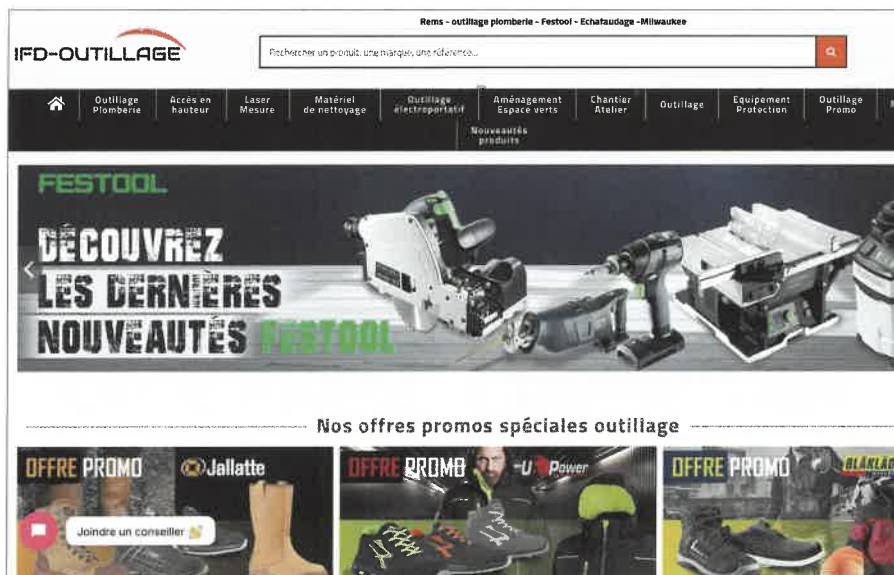 Rems - outillage plomberie - Festool - Echafaudage -Milwaukee
IFD-OUTILLAGE
Rechercher un produit, une marque, une référence...
Outillage
Plomberie
Accès en
hauteur
Laser
Mesure
Matériel
de nettoyage
Outillage
électroportatif
Aménagement
Espace verts
Chantier
Atelier
Outillage
Equipement
Protection
Outillage
Promo
Nouveautés
produits
FESTOOL
DÉCOUVREZ
LES DERNIÈRES
NOUVEAUTÉS FESTOOL
Nos offres promos spéciales outillage
OFFRE PROMO
Jallatte
OFFRE PROMO
U Power
OFFRE PROMO
Joindre un conseiller